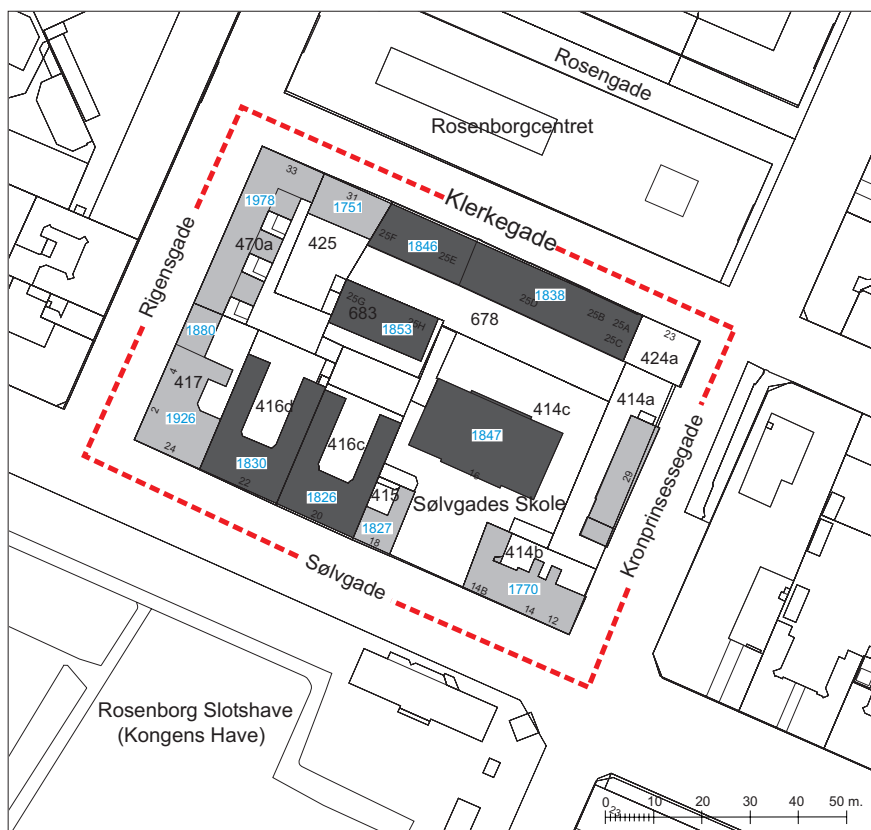 Rosengade
Rosenborgcentret
Klerkegade
33
1978
31
1751
470a
425
25F
1846
25E
1838
25D
25B
25A
25C
23
424a
Rigensgade
25G
683
25H
1853
678
414a
1880
417
4
2
1926
24
416d
1830
22
416c
1826
20
415
1827
18
414c
1847
16
Sølvgades Skole
29
Kronprinsessegade
414b
1770
14B
14
12
Sølvgade
Rosenborg Slotshave
(Kongens Have)
0 10 20 30 40 50 m.
23